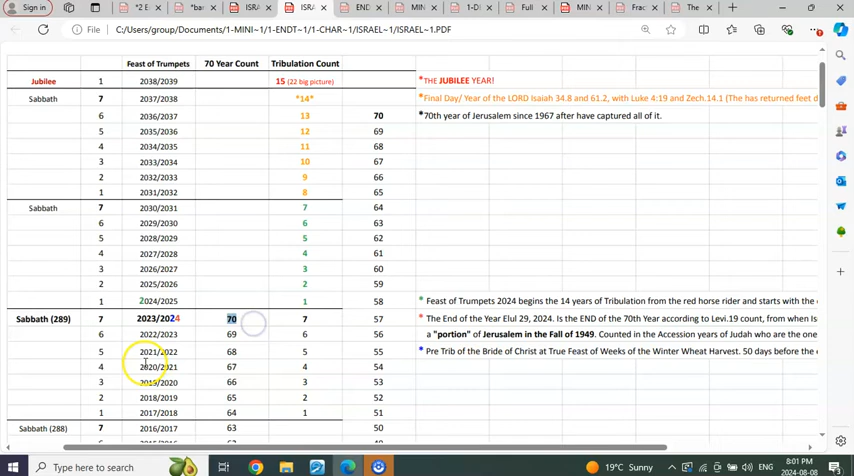 Sign in
*2 E
*ba
ISRA
ISRA
ENDT
MIN
1-DI
Full
MIN
Frac
The
File
C:/Users/group/Documents/1-MINI~1/1-ENDT~1/1-CHAR~1/ISRAEL~1/ISRAEL~1.PDF
Feast of Trumpets 70 Year Count Tribulation Count
Jubilee 1 2038/2039 15 (22 big picture) *THE JUBILEE YEAR!
Sabbath 7 2037/2038 *14* *Final Day/ Year of the LORD Isaiah 34.8 and 61.2, with Luke 4:19 and Zech.14.1 (The has returned feet d
6 2036/2037 13 70 *70th year of Jerusalem since 1967 after have captured all of it.
5 2035/2036 12 69
4 2034/2035 11 68
3 2033/2034 10 67
2 2032/2033 9 66
1 2031/2032 8 65
Sabbath 7 2030/2031 7 64
6 2029/2030 6 63
5 2028/2029 5 62
4 2027/2028 4 61
3 2026/2027 3 60
2 2025/2026 2 59
1 2024/2025 1 58 * Feast of Trumpets 2024 begins the 14 years of Tribulation from the red horse rider and starts with the
Sabbath (289) 7 2023/2024 70 7 57 * The End of the Year Elul 29, 2024. Is the END of the 70th Year according to Levi.19 count, from when Is
6 2022/2023 69 6 56 a "portion" of Jerusalem in the Fall of 1949. Counted in the Accession years of Judah who are the one
5 2021/2022 68 5 55 * Pre Trib of the Bride of Christ at True Feast of Weeks of the Winter Wheat Harvest. 50 days before the
4 2020/2021 67 4 54
3 2019/2020 66 3 53
2 2018/2019 65 2 52
1 2017/2018 64 1 51
Sabbath (288) 7 2016/2017 63 50
Type here to search
19°C Sunny
8:01 PM
2024-08-08